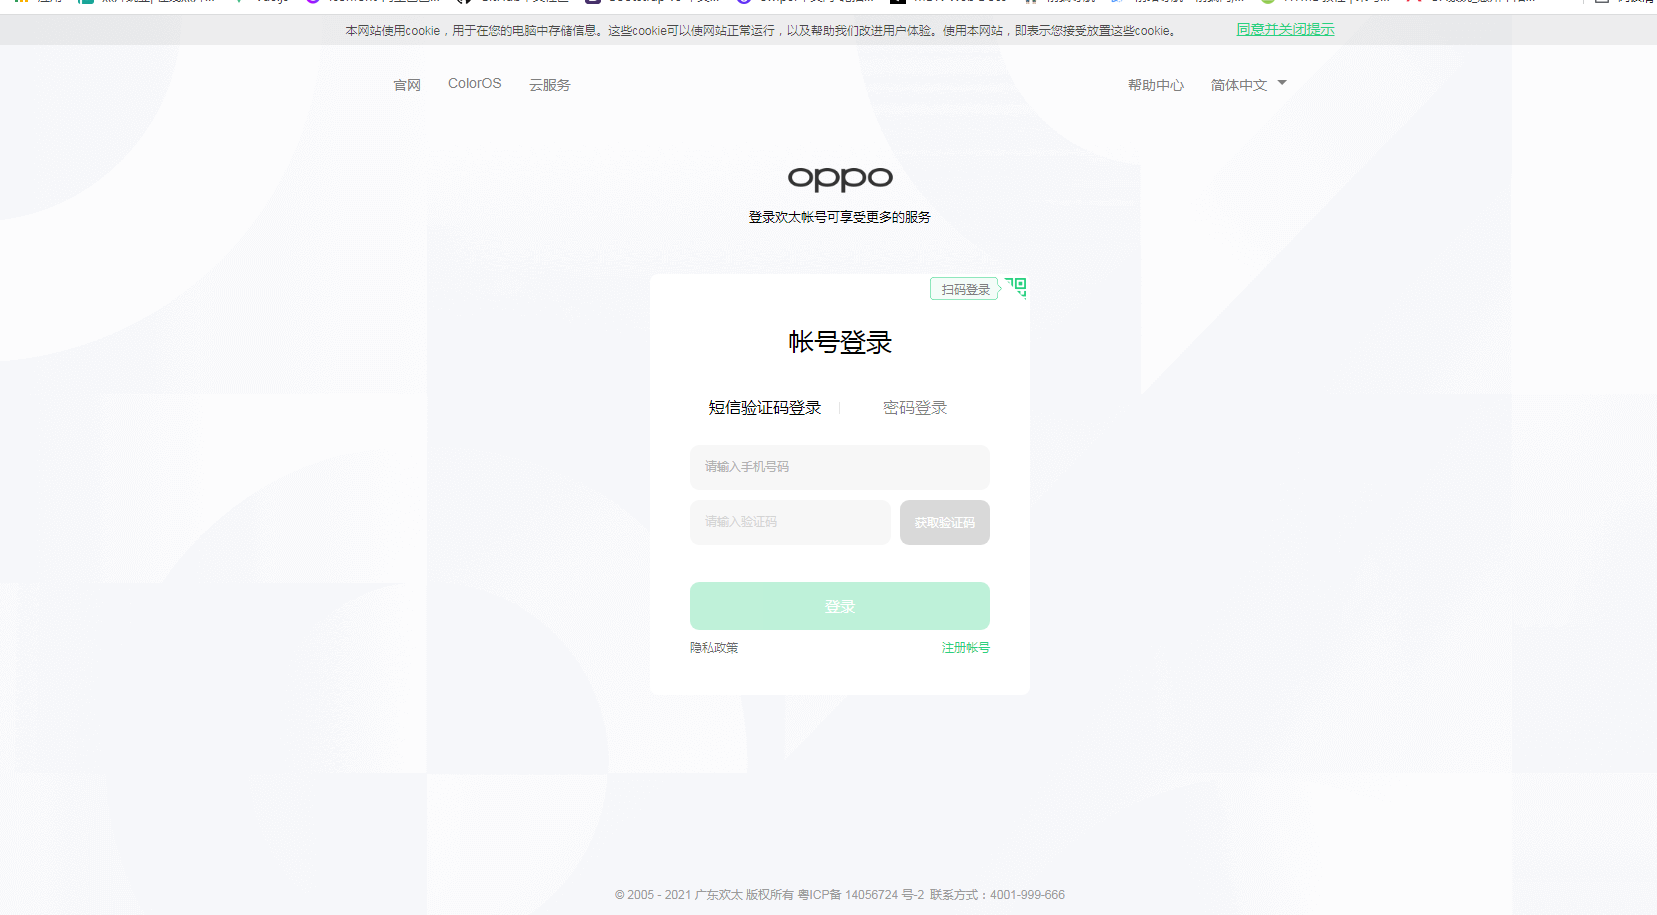 本网站使用cookie，用于在您的电脑中存储信息。这些cookie可以使网站正常运行，以及帮助我们改进用户体验。使用本网站，即表示您接受放置这些cookie。 同意并关闭提示
官网 ColorOS 云服务 帮助中心 简体中文
oppo
登录欢太帐号可享受更多的服务
扫码登录
帐号登录
短信验证码登录 密码登录
请输入手机号码
请输入验证码 获取验证码
登录
隐私政策 注册帐号
© 2005 - 2021 广东欢太 版权所有 粤ICP备 14056724 号-2 联系方式：4001-999-666